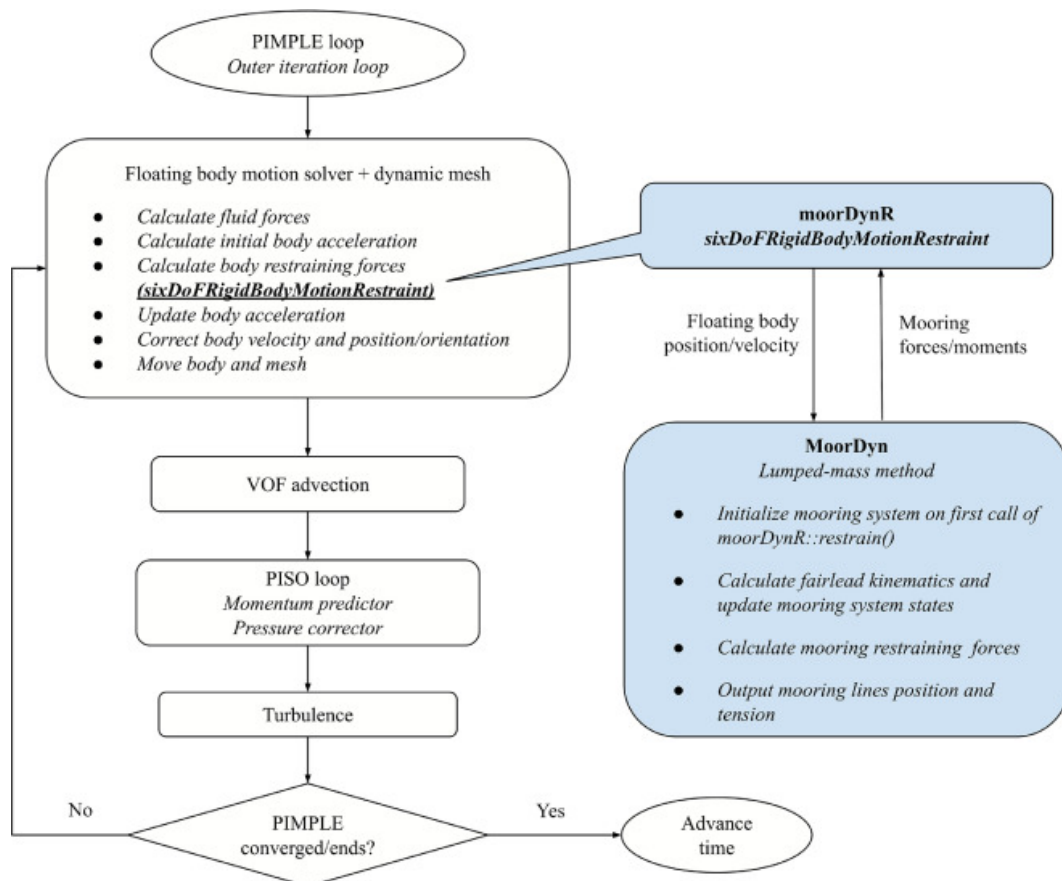 PIMPLE loop
Outer iteration loop
Floating body motion solver + dynamic mesh
● Calculate fluid forces
● Calculate initial body acceleration
● Calculate body restraining forces
(sixDoFRigidBodyMotionRestraint)
● Update body acceleration
● Correct body velocity and position/orientation
● Move body and mesh
moorDynR
sixDoFRigidBodyMotionRestraint
Floating body
position/velocity
Mooring
forces/moments
MoorDyn
Lumped-mass method
● Initialize mooring system on first call of
moorDynR::restrain()
● Calculate fairlead kinematics and
update mooring system states
● Calculate mooring restraining forces
● Output mooring lines position and
tension
VOF advection
PISO loop
Momentum predictor
Pressure corrector
Turbulence
No
PIMPLE
converged/ends?
Yes
Advance
time